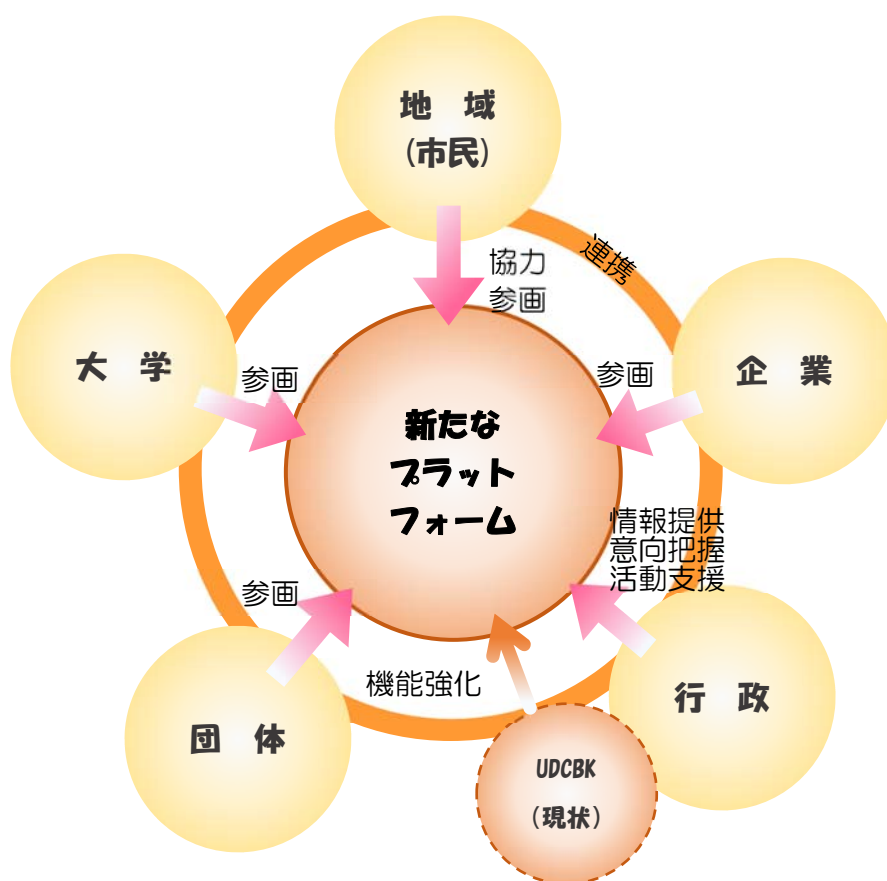 地　域
(市民)
協力
参画
連携
大　学
参画
企　業
参画
新たな
プラット
フォーム
情報提供
意向把握
活動支援
参画
団　体
機能強化
行　政
UDCBK
(現状)